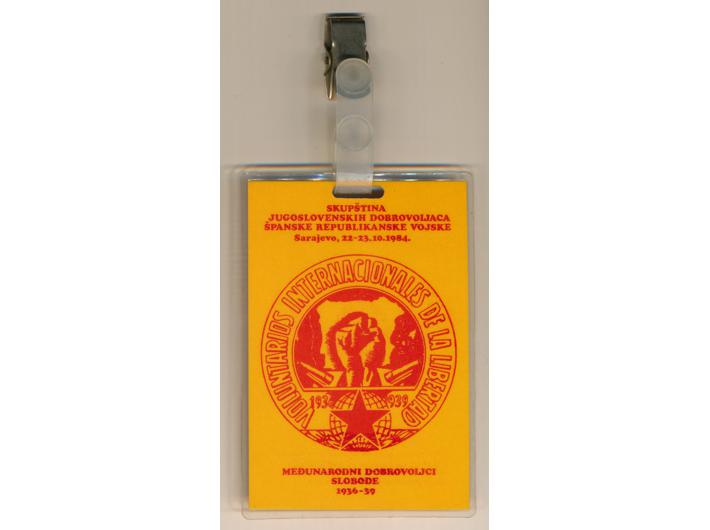 SKUPŠTINA
JUGOSLOVENSKIH DOBROVOLJACA
ŠPANSKE REPUBLIKANSKE VOJSKE
Sarajevo, 22-23.10.1984.
VOLUNTARIOS INTERNACIONALES DE LA LIBERTAD
1936 1939
MEĐUNARODNI DOBROVOLJCI
SLOBODE
1936-39